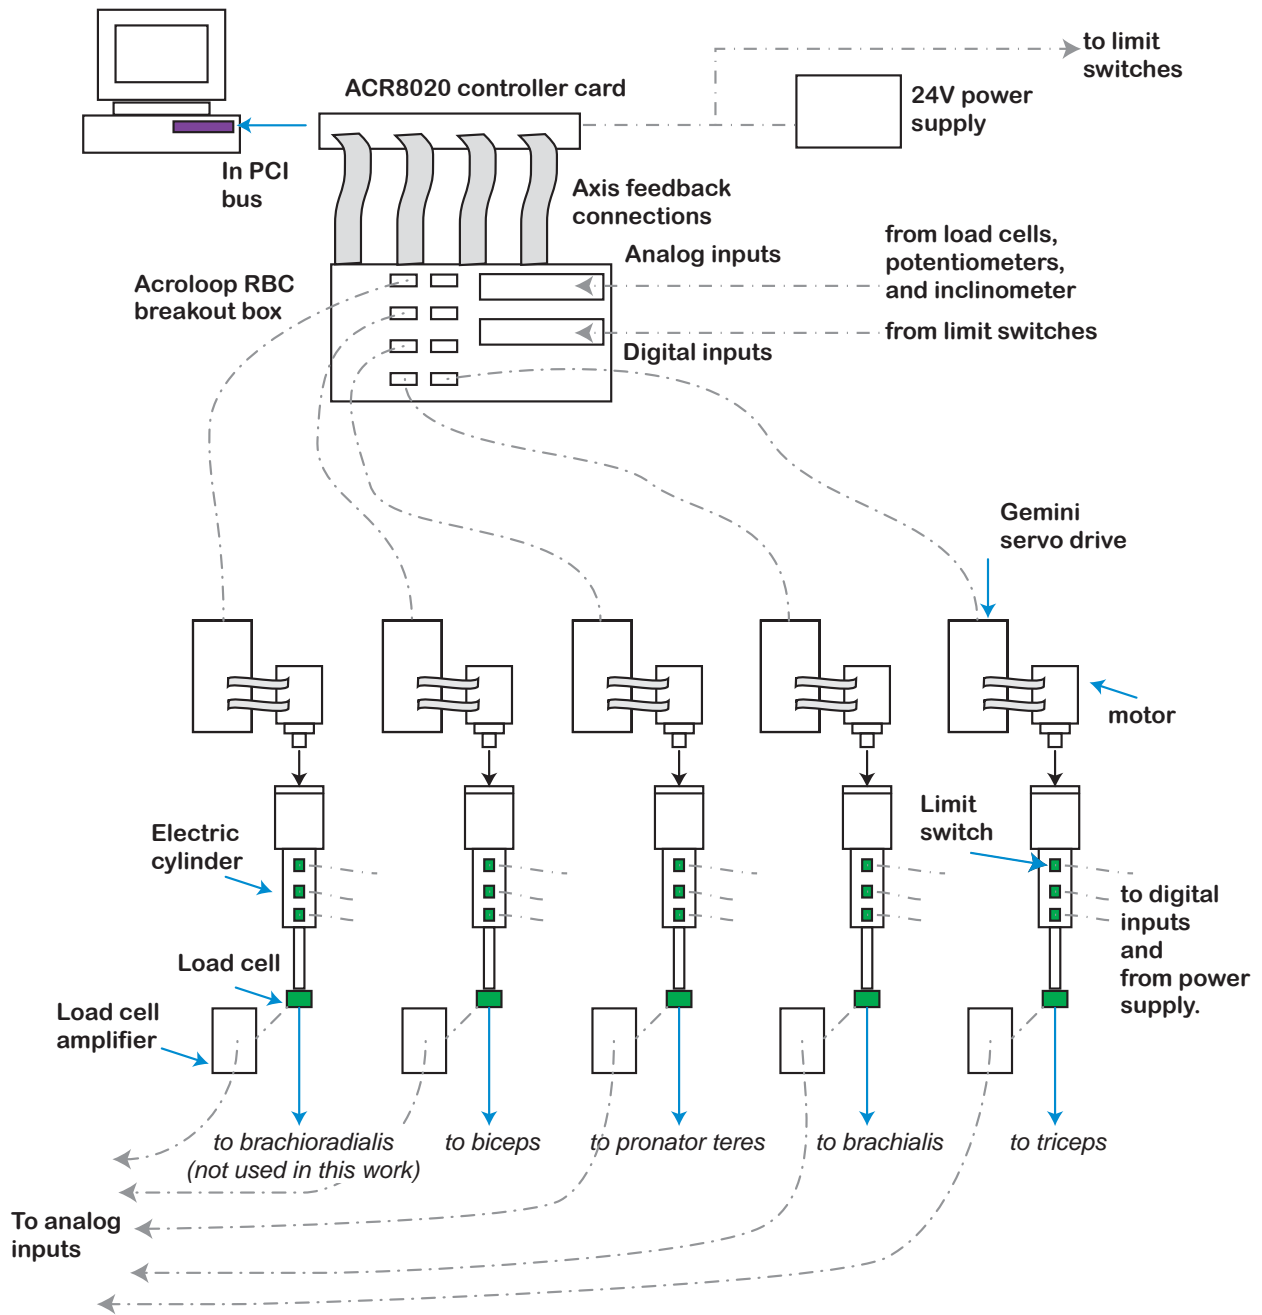 to limit
switches
ACR8020 controller card
24V power
supply
In PCI
bus
Axis feedback
connections
Analog inputs
from load cells,
potentiometers,
and inclinometer
Acroloop RBC
breakout box
from limit switches
Digital inputs
Gemini
servo drive
motor
Limit
switch
Electric
cylinder
to digital
inputs
and
from power
supply.
Load cell
Load cell
amplifier
to brachioradialis
(not used in this work)
to biceps
to pronator teres
to brachialis
to triceps
To analog
inputs